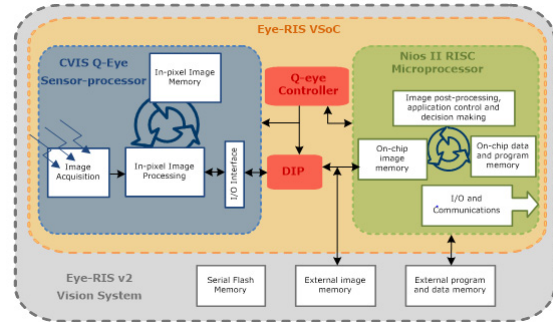 Eye-RIS VSoC
CVIS Q-Eye
Sensor-processor
In-pixel Image
Memory
Image
Acquisition
In-pixel Image
Processing
I/O Interface
Q-eye
Controller
DIP
Nios II RISC
Microprocessor
Image post-processing,
application control and
decision making
On-chip
image
memory
On-chip data
and program
memory
I/O and
Communications
Eye-RIS v2
Vision System
Serial Flash
Memory
External image
memory
External program
and data memory